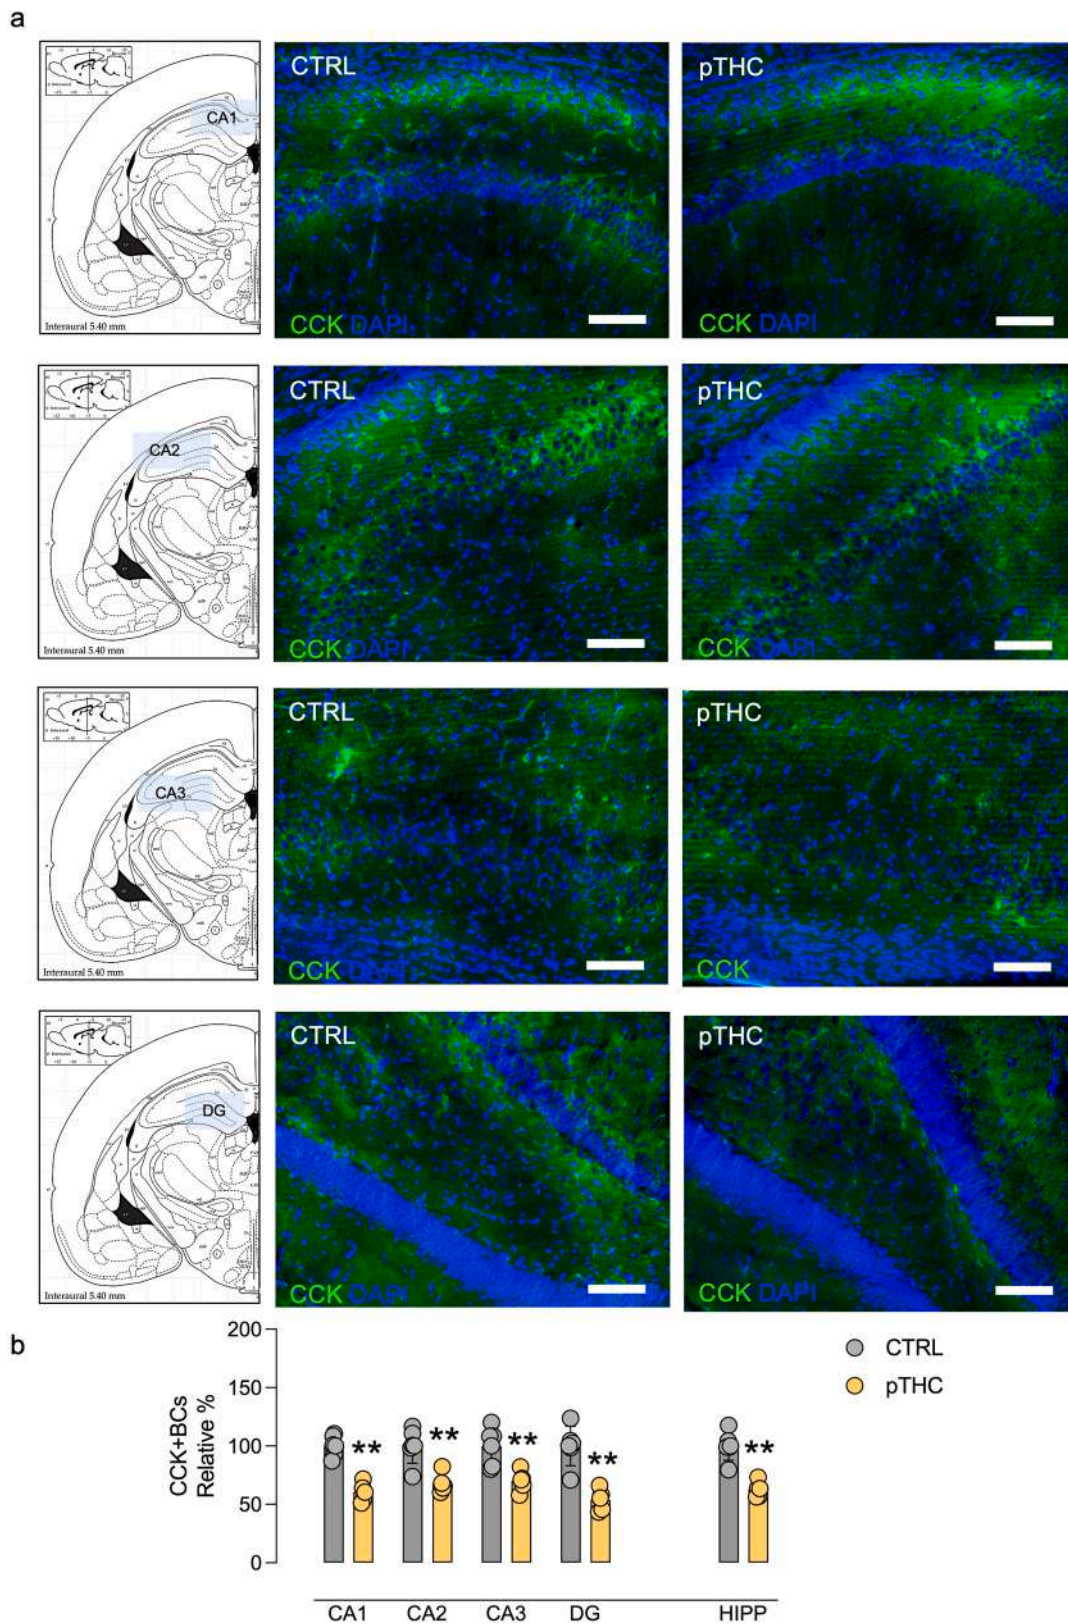 a
CA1
Interaural 5.40 mm
CTRL
CCK DAPI
pTHC
CCK DAPI
CA2
Interaural 5.40 mm
CTRL
CCK DAPI
pTHC
CCK DAPI
CA3
Interaural 5.40 mm
CTRL
CCK DAPI
pTHC
CCK
DG
Interaural 5.40 mm
CTRL
CCK DAPI
pTHC
CCK DAPI
b
CCK+BCs
Relative %
200
150
100
50
0
** ** ** ** **
CTRL
pTHC
CA1 CA2 CA3 DG HIPP